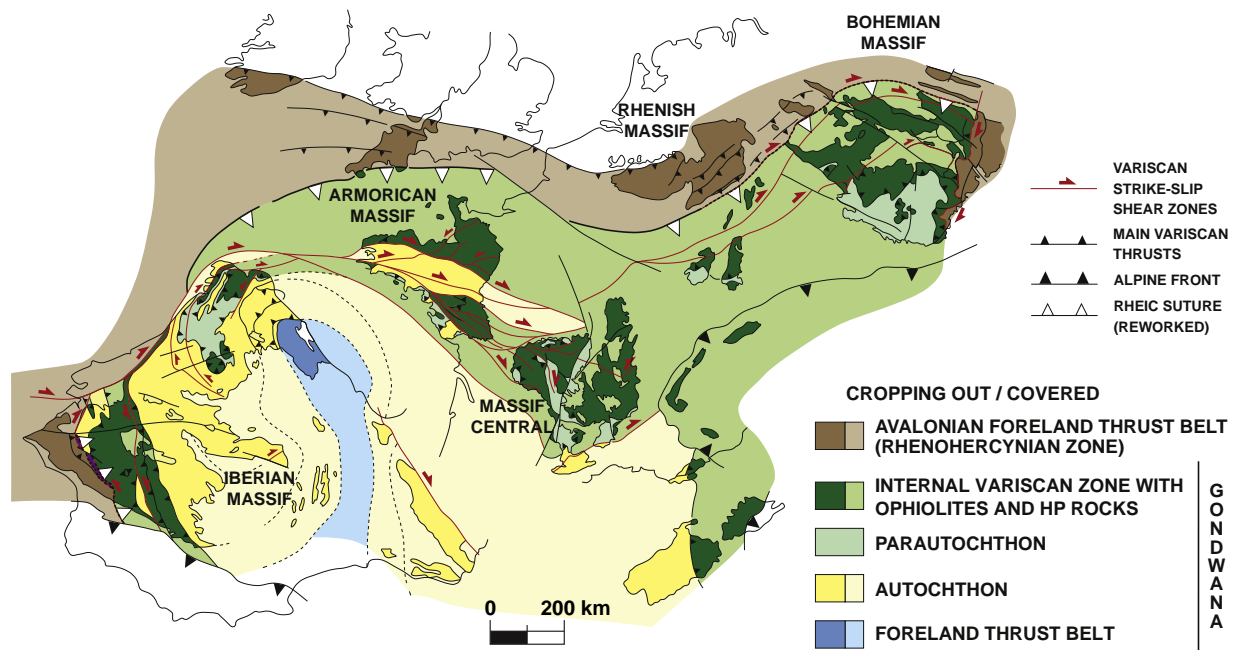 BOHEMIAN
MASSIF
RHENISH
MASSIF
ARMORICAN
MASSIF
MASSIF
CENTRAL
IBERIAN
MASSIF
0 200 km
VARISCAN
STRIKE-SLIP
SHEAR ZONES
MAIN VARISCAN
THRUSTS
ALPINE FRONT
RHEIC SUTURE
(REWORKED)
CROPPING OUT / COVERED
AVALONIAN FORELAND THRUST BELT
(RHENOHERCYNIAN ZONE)
INTERNAL VARISCAN ZONE WITH
OPHIOLITES AND HP ROCKS
PARAUTOCHTHON
AUTOCHTHON
FORELAND THRUST BELT
GONDWANA